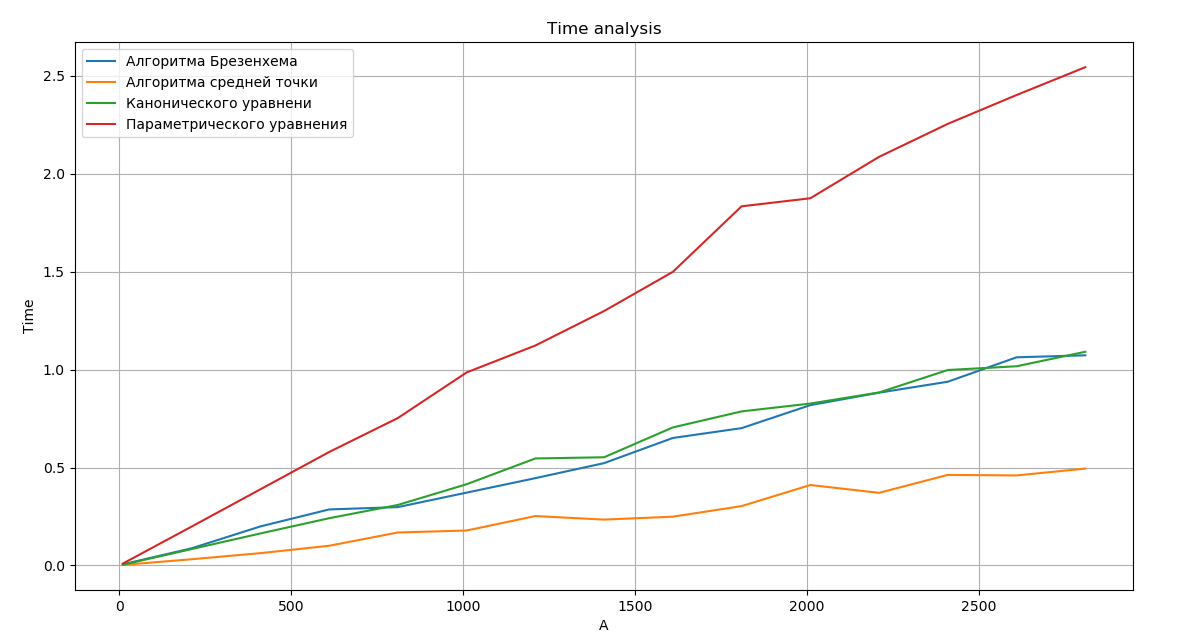 Time analysis
Алгоритма Брезенхема
Алгоритма средней точки
Канонического уравнени
Параметрического уравнения
2.5
2.0
1.5
1.0
0.5
0.0
Time
0 500 1000 1500 2000 2500
A